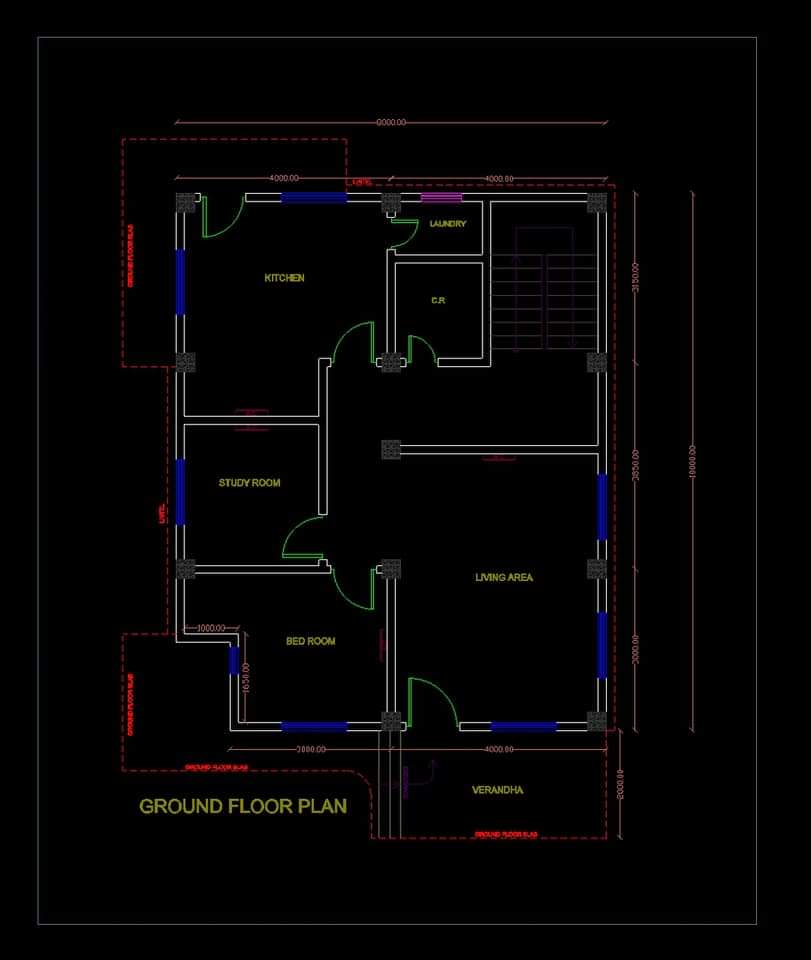 8000.00
4000.00
4000.00
LINTEL
GROUND FLOOR SLAB
LAUNDRY
KITCHEN
C.R
3150.00
3850.00
10000.00
STUDY ROOM
LINTEL
LIVING AREA
1000.00
BED ROOM
3000.00
1650.00
GROUND FLOOR SLAB
3000.00
4000.00
GROUND FLOOR SLAB
VERANDHA
2000.00
GROUND FLOOR PLAN
GROUND FLOOR SLAB